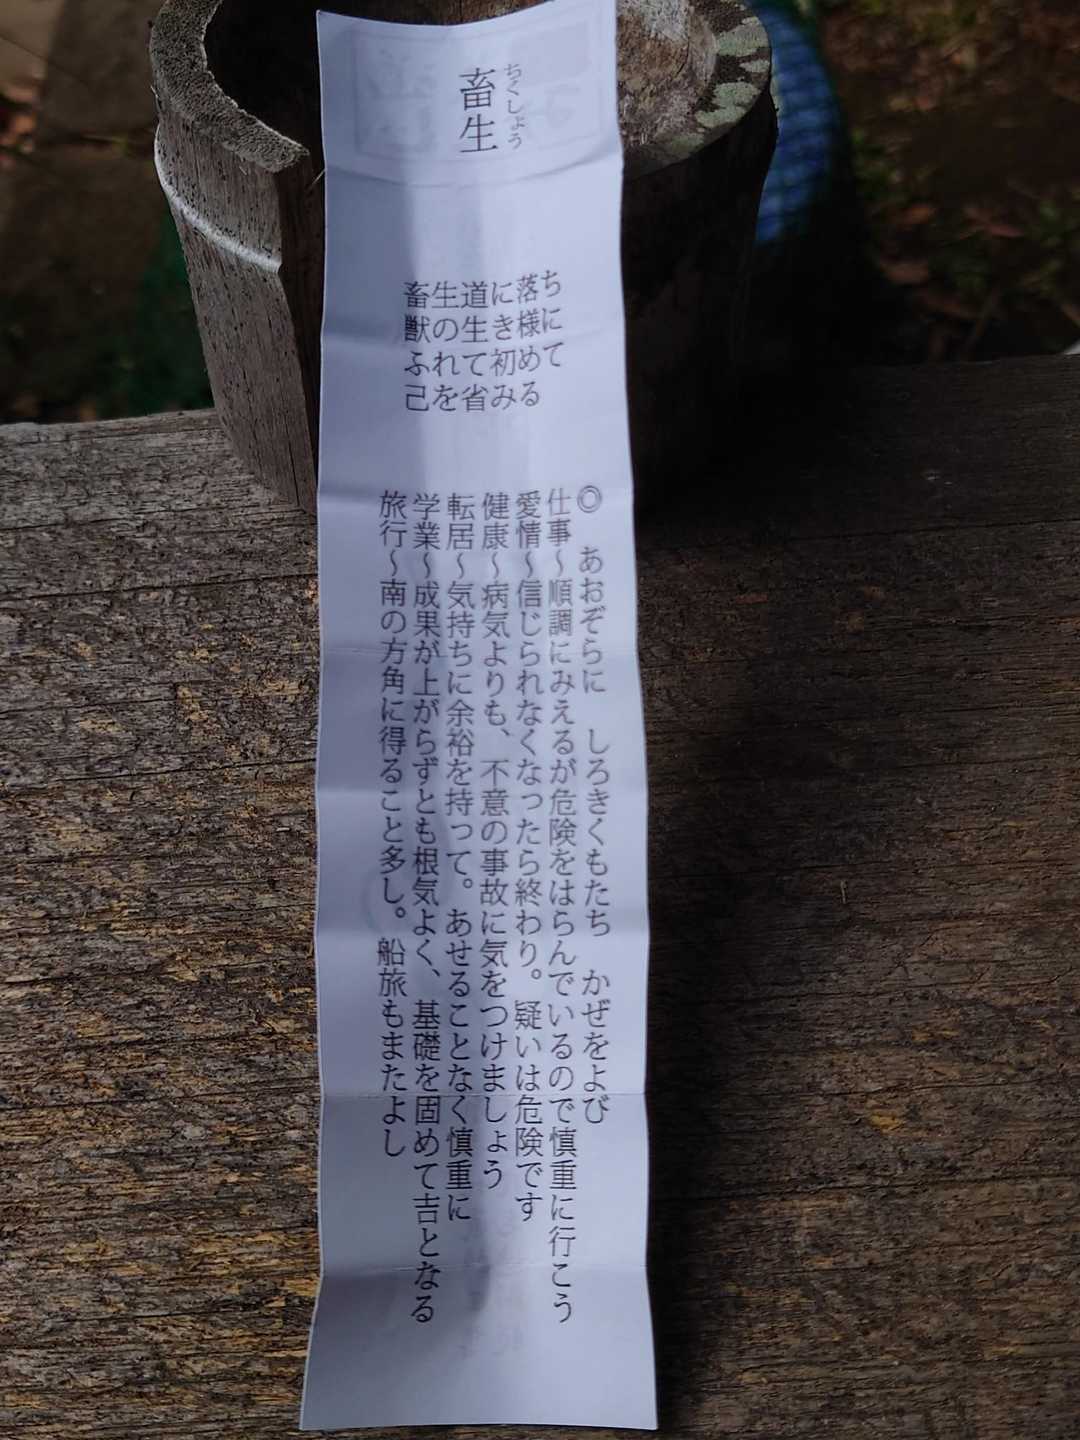 畜生
ちくしょう
畜生道に落ち
獣の生き様に
ふれて初めて
己を省みる
◎　あおぞらに　しろきくもたち　かぜをよび
仕事～順調にみえるが危険をはらんでいるので慎重に行こう
愛情～信じられなくなったら終わり。疑いは危険です
健康～病気よりも、不意の事故に気をつけましょう
転居～気持ちに余裕を持って。あせることなく慎重に
学業～成果が上がらずとも根気よく、基礎を固めて吉となる
旅行～南の方角に得ること多し。船旅もまたよし